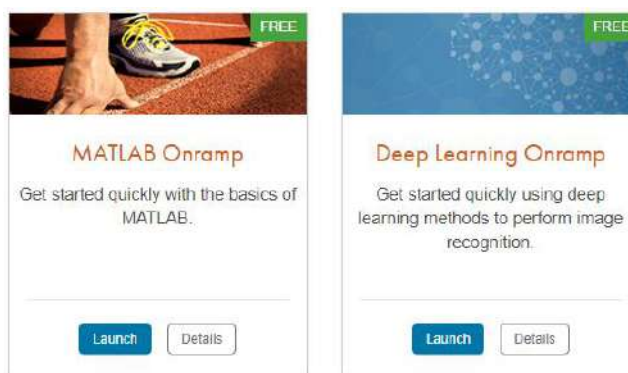 FREE
MATLAB Onramp
Get started quickly with the basics of
MATLAB.
Launch
Details
FREE
Deep Learning Onramp
Get started quickly using deep
learning methods to perform image
recognition.
Launch
Details